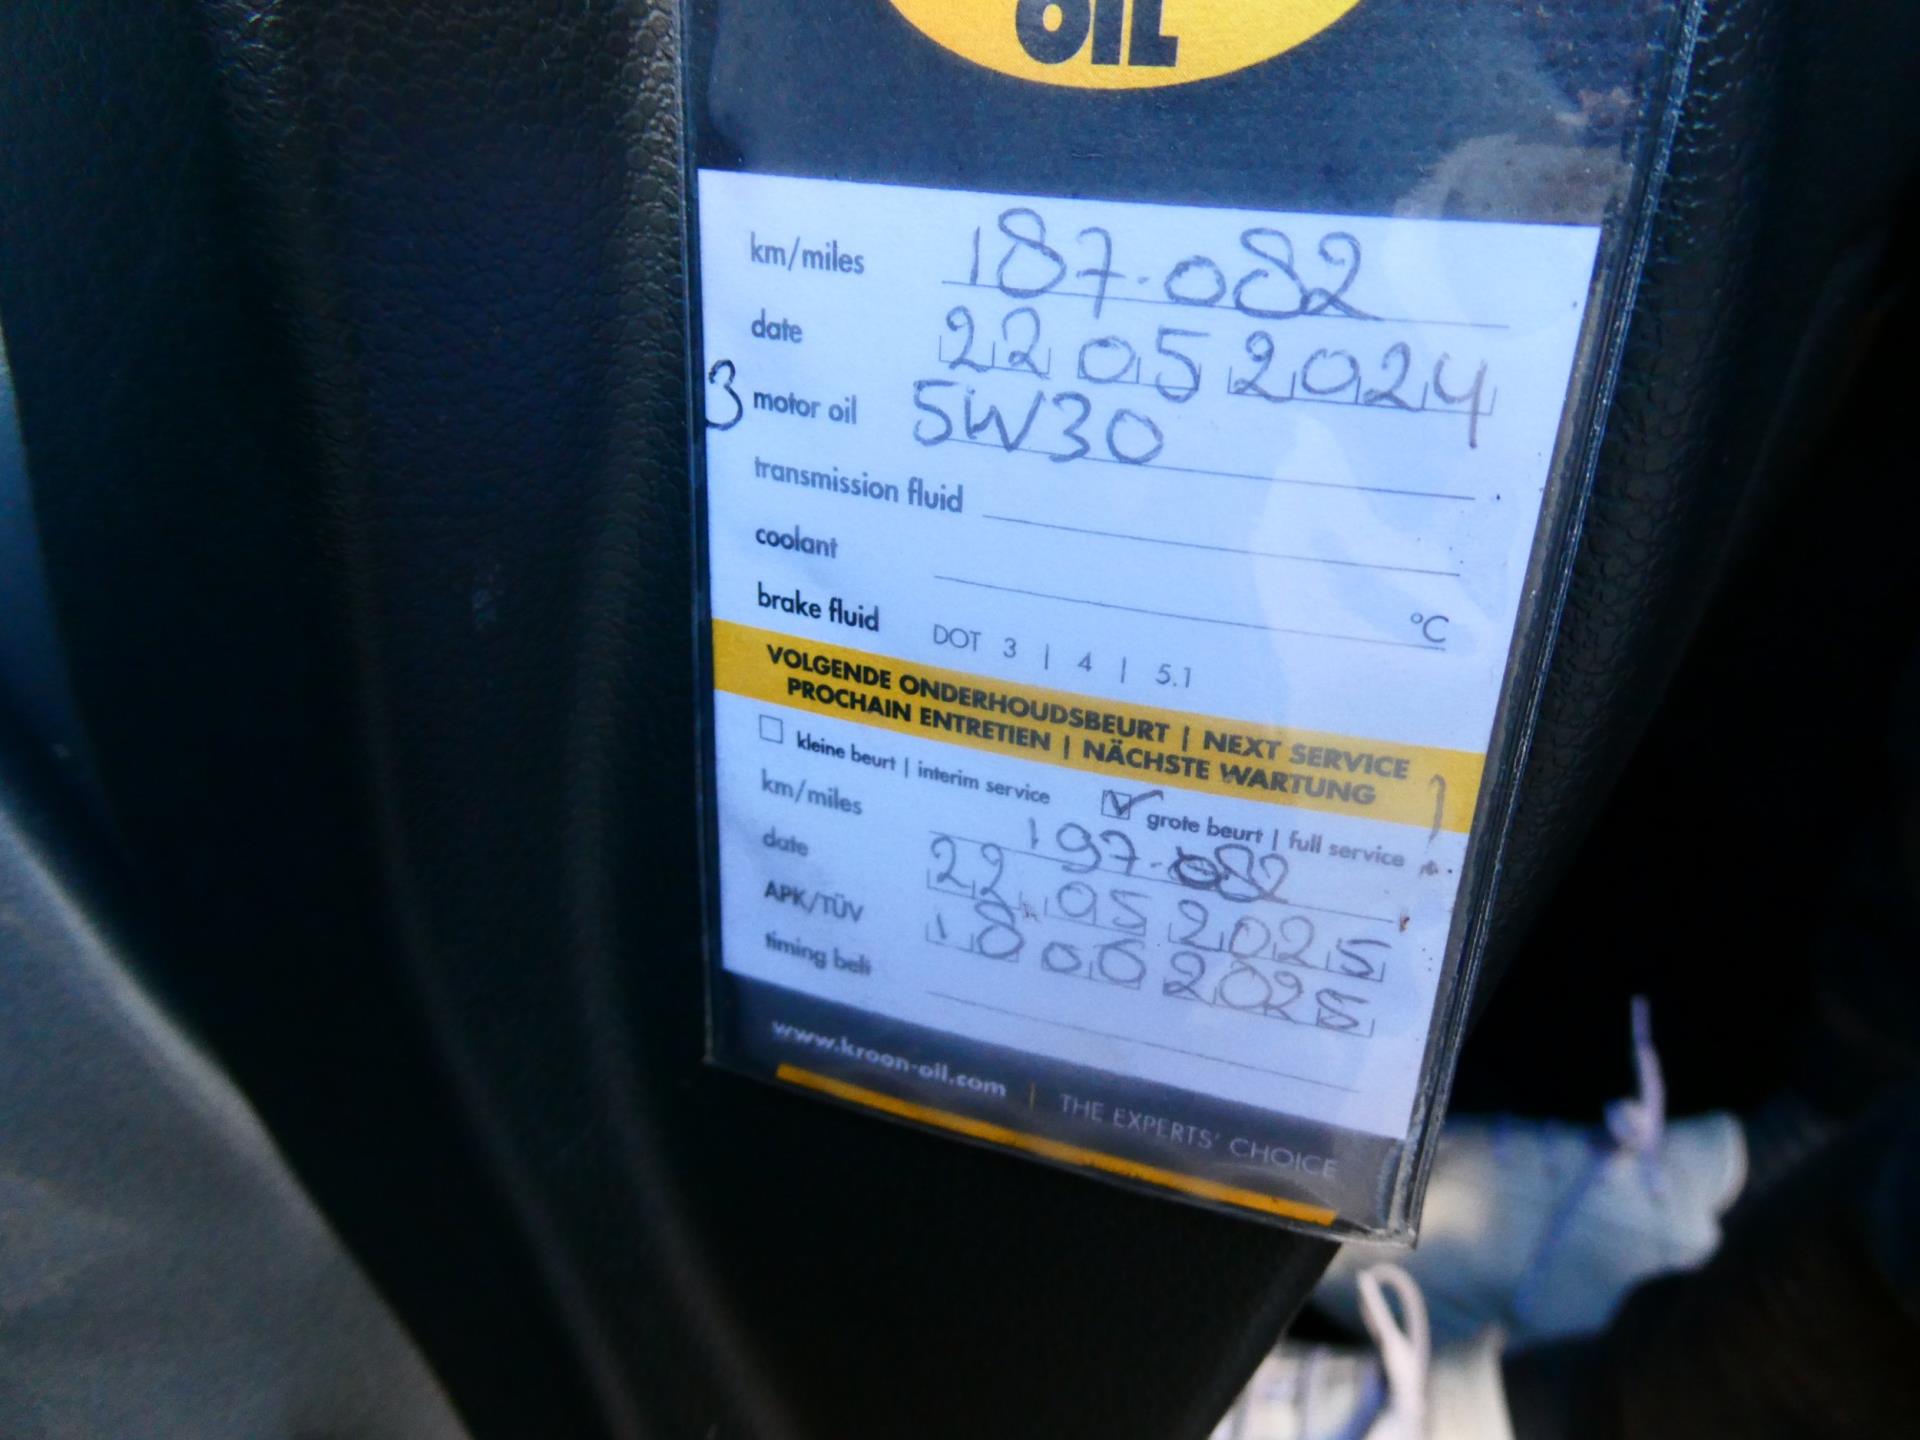 OIL
km/miles 187.082
date 22 05 2024
3 motor oil 5W30
transmission fluid
coolant °C
brake fluid DOT 3 | 4 | 5.1
VOLGENDE ONDERHOUDSBEURT | NEXT SERVICE
PROCHAIN ENTRETIEN | NÄCHSTE WARTUNG
kleine beurt | interim service grote beurt | full service
km/miles 197.082
date 22 05 2025
APK/TÜV 2025
timing belt
www.kroon-oil.com | THE EXPERTS' CHOICE